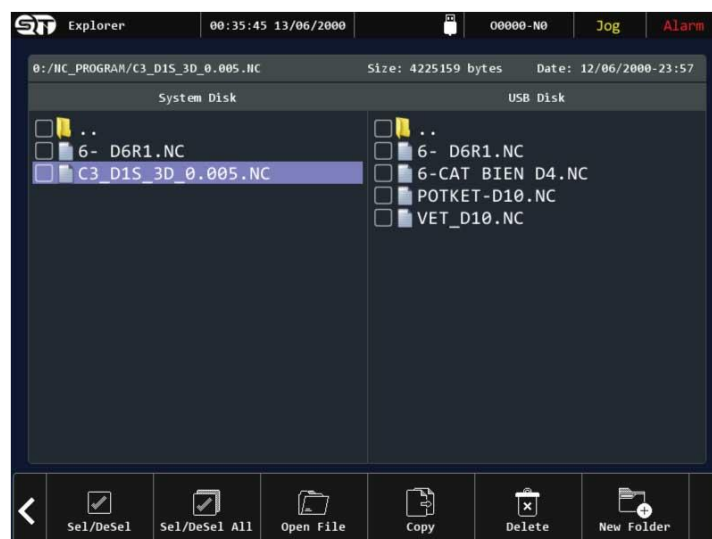 ST Explorer 00:35:45 13/06/2000 O0000-N0 Jog Alarm
0:/NC_PROGRAM/C3_D1S_3D_0.005.NC Size: 4225159 bytes Date: 12/06/2000-23:57
System Disk USB Disk
..
6- D6R1.NC
C3_D1S_3D_0.005.NC
..
6- D6R1.NC
6-CAT BIEN D4.NC
POTKET-D10.NC
VET_D10.NC
Sel/DeSel Sel/DeSel All Open File Copy Delete New Folder